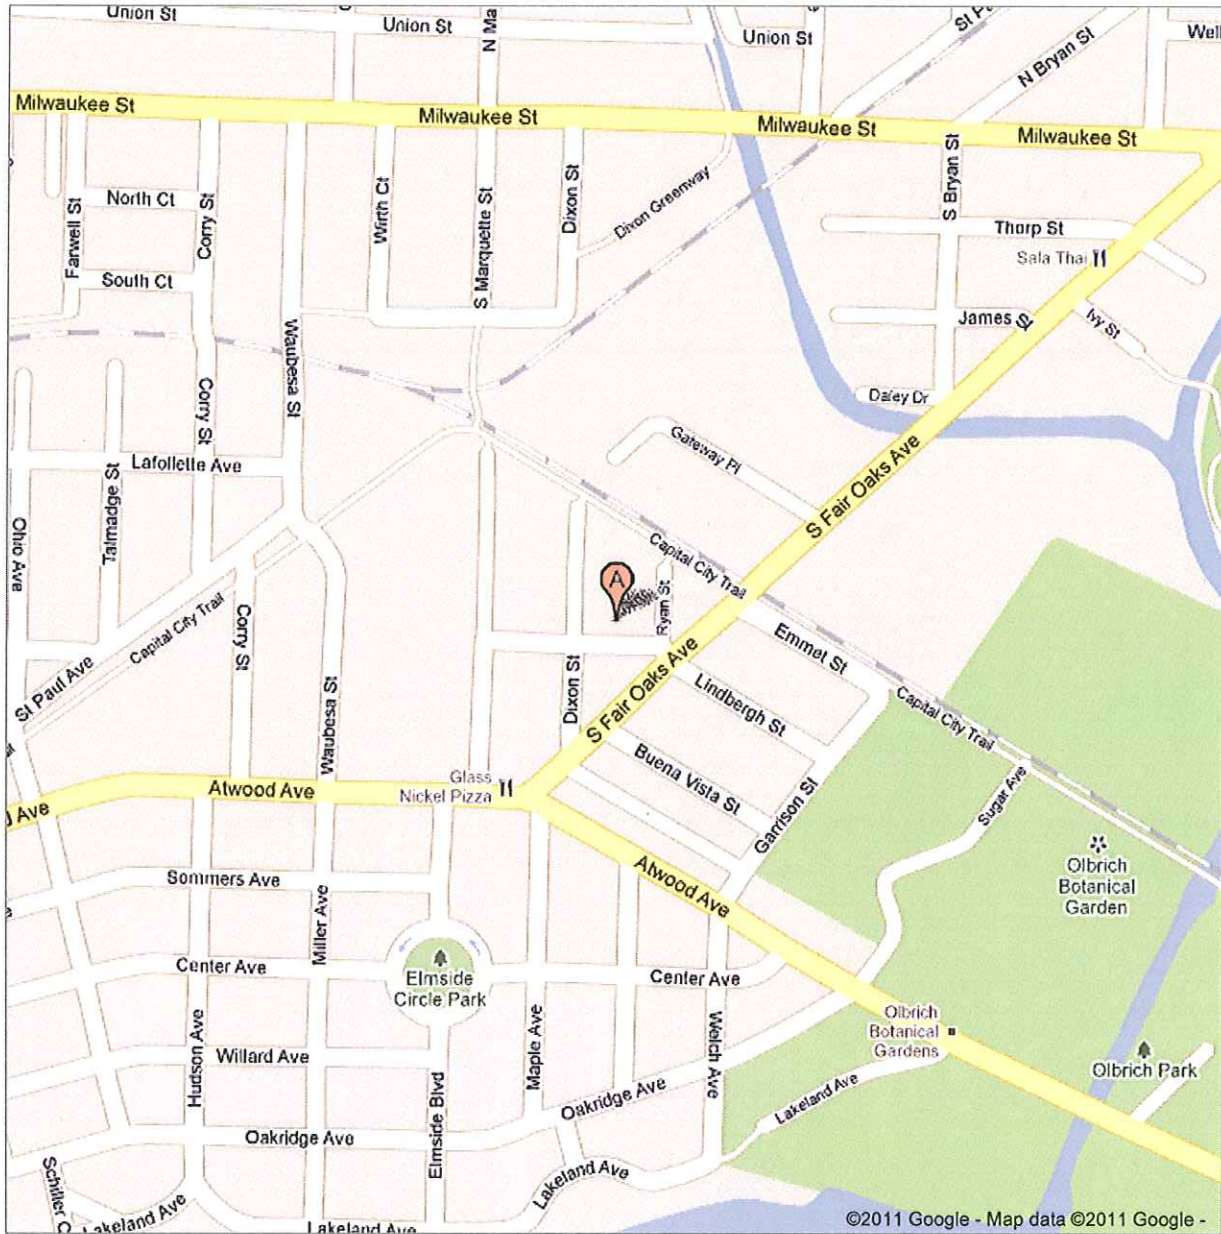 Union St
Union St
N Ma
Union St
St Pa
Well
N Bryan St
Milwaukee St
Milwaukee St
Milwaukee St
Milwaukee St
Farwell St
North Ct
Corry St
South Ct
Wirth Ct
S Marquette St
Dixon St
Dixon Greenway
S Bryan St
Thorp St
Sala Thai
James St
Ivy St
Waubesa St
Daley Dr
Corry St
Lafollette Ave
Talmadge St
Ohio Ave
Gateway Pl
S Fair Oaks Ave
Capital City Trail
A
Ryan St
Capital City Trail
St Paul Ave
Corry St
Waubesa St
Dixon St
S Fair Oaks Ave
Emmet St
Lindbergh St
Buena Vista St
Garrison St
Capital City Trail
Sugar Ave
Glass
Nickel Pizza
Atwood Ave
Ave
Atwood Ave
Olbrich
Botanical
Garden
Sommers Ave
Miller Ave
Center Ave
Elmside
Circle Park
Center Ave
Hudson Ave
Willard Ave
Maple Ave
Welch Ave
Olbrich
Botanical
Gardens
Olbrich Park
Oakridge Ave
Elmside Blvd
Oakridge Ave
Lakeland Ave
Lakeland Ave
Schiller C
Lakeland Ave
Lakeland Ave
©2011 Google - Map data ©2011 Google -